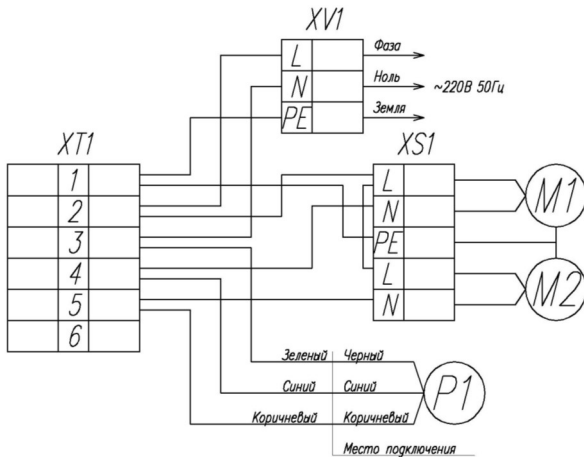 XV1
L Фаза
N Ноль ~220В 50Гц
PE Земля
XT1
1
2
3
4
5
6
XS1
L
N
PE
L
N
M1
M2
Зеленый Черный
Синий Синий
Коричневый Коричневый
P1
Место подключения